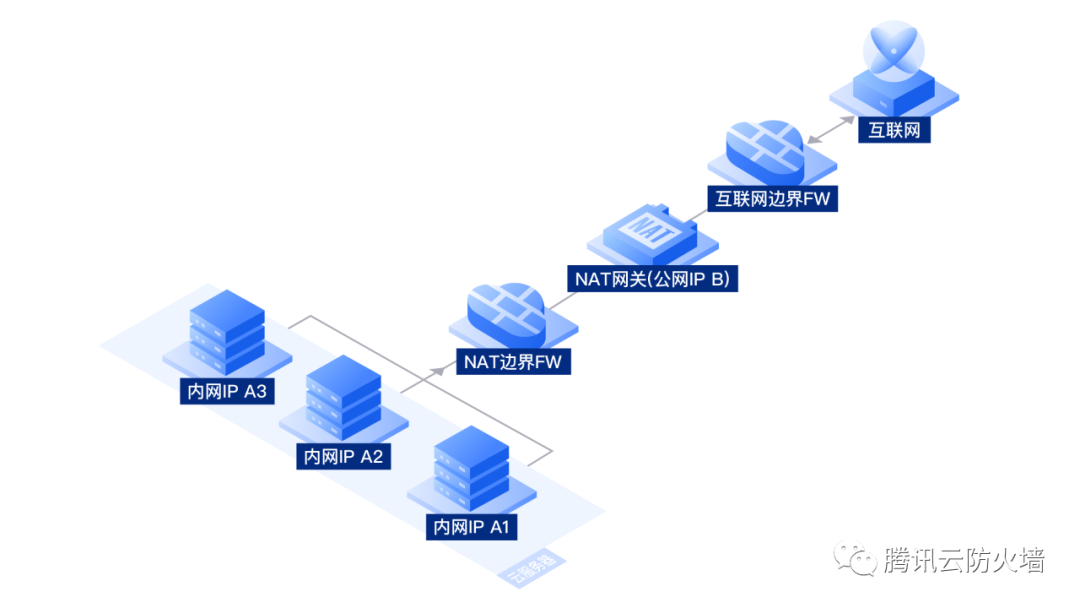 互联网
互联网边界FW
NAT
NAT网关(公网IP B)
NAT边界FW
内网IP A3
内网IP A2
内网IP A1
云服务器
腾讯云防火墙